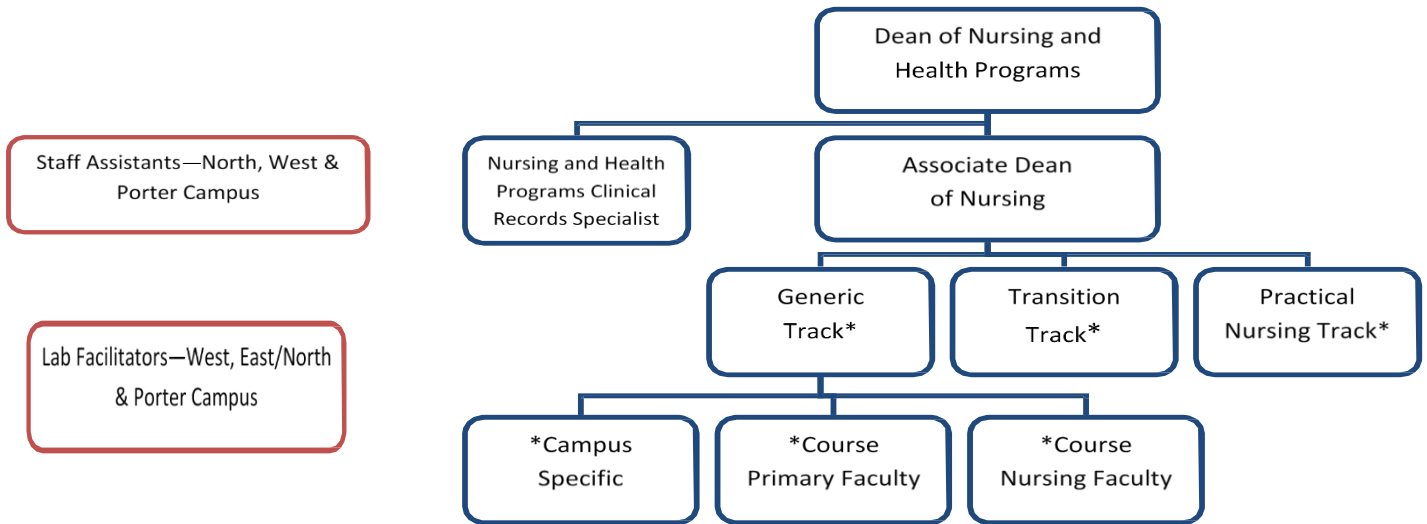 Dean of Nursing and
Health Programs
Staff Assistants—North, West &
Porter Campus
Nursing and Health
Programs Clinical
Records Specialist
Associate Dean
of Nursing
Generic
Track*
Transition
Track*
Practical
Nursing Track*
Lab Facilitators—West, East/North
& Porter Campus
*Campus
Specific
*Course
Primary Faculty
*Course
Nursing Faculty